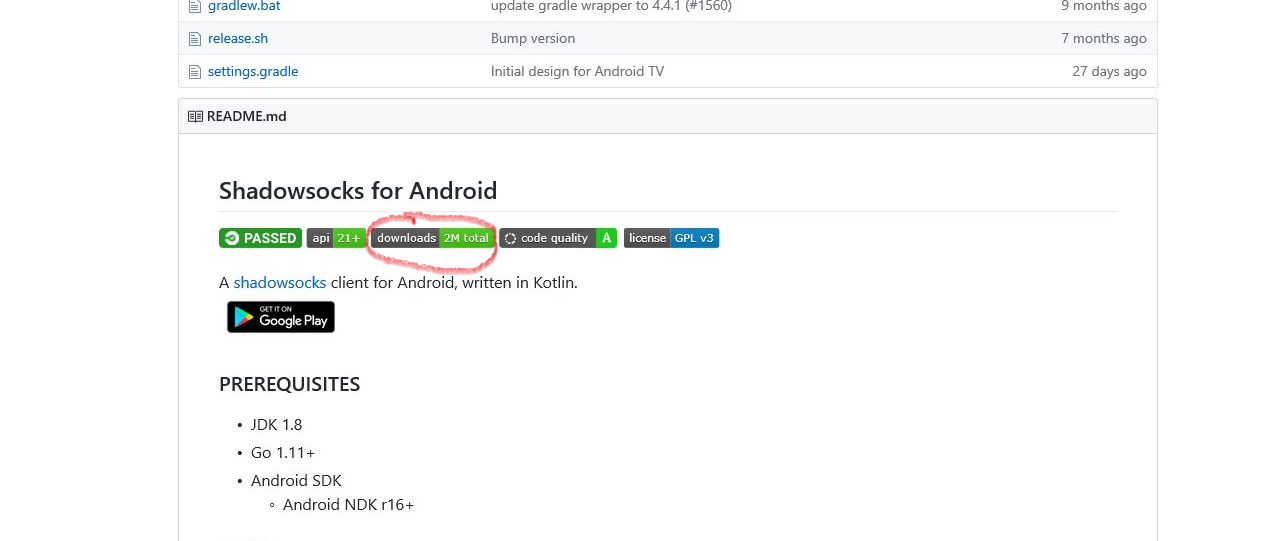 gradlew.bat update gradle wrapper to 4.4.1 (#1560) 9 months ago
release.sh Bump version 7 months ago
settings.gradle Initial design for Android TV 27 days ago
README.md
Shadowsocks for Android
PASSED api 21+ downloads 2M total code quality A license GPL v3
A shadowsocks client for Android, written in Kotlin.
GET IT ON
Google Play
PREREQUISITES
• JDK 1.8
• Go 1.11+
• Android SDK
◦ Android NDK r16+